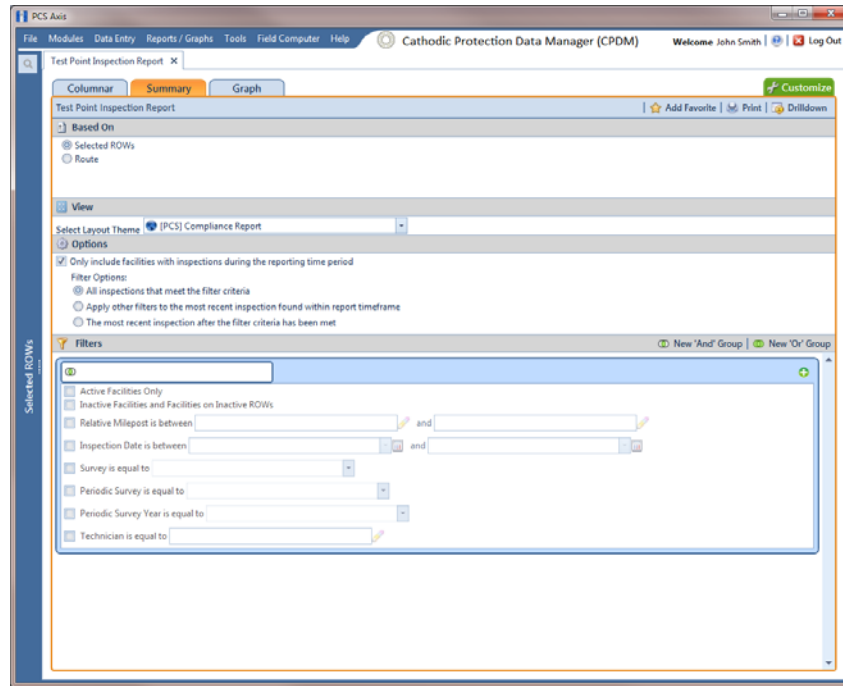 PCS Axis
File Modules Data Entry Reports / Graphs Tools Field Computer Help Cathodic Protection Data Manager (CPDM) Welcome John Smith | | Log Out
Test Point Inspection Report X
Columnar Summary Graph Customize
Test Point Inspection Report | Add Favorite | Print | Drilldown
Based On
Selected ROWs
Route
View
Select Layout Theme [PCS] Compliance Report
Options
Only include facilities with inspections during the reporting time period
Filter Options:
All inspections that meet the filter criteria
Apply other filters to the most recent inspection found within report timeframe
The most recent inspection after the filter criteria has been met
Filters New 'And' Group | New 'Or' Group
Active Facilities Only
Inactive Facilities and Facilities on Inactive ROWs
Relative Milepost is between and
Inspection Date is between and
Survey is equal to
Periodic Survey is equal to
Periodic Survey Year is equal to
Technician is equal to
Selected ROWs